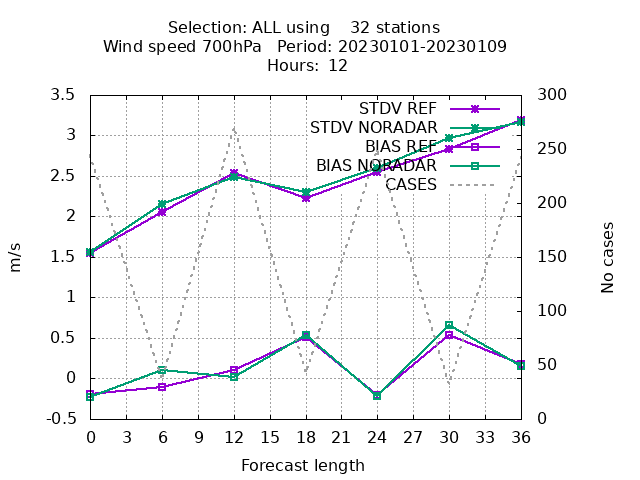 Selection: ALL using 32 stations
Wind speed 700hPa Period: 20230101-20230109
Hours: 12
STDV REF
STDV NORADAR
BIAS REF
BIAS NORADAR
CASES
3.5
3
2.5
2
1.5
1
0.5
0
-0.5
m/s
300
250
200
150
100
50
0
No cases
0 3 6 9 12 15 18 21 24 27 30 33 36
Forecast length